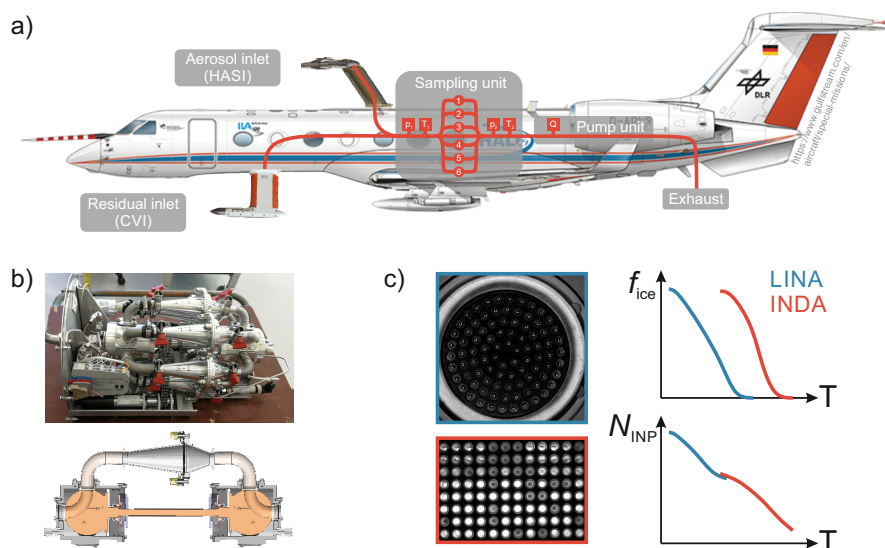 a)
Aerosol inlet
(HASI)
Sampling unit
1
2
3
4
5
6
Q
Pump unit
HALO
DLR
https://www.gulfstream.com/en/
aircraft/special-missions/
Residual inlet
(CVI)
Exhaust
b)
c)
f ice
LINA
INDA
T
N INP
T